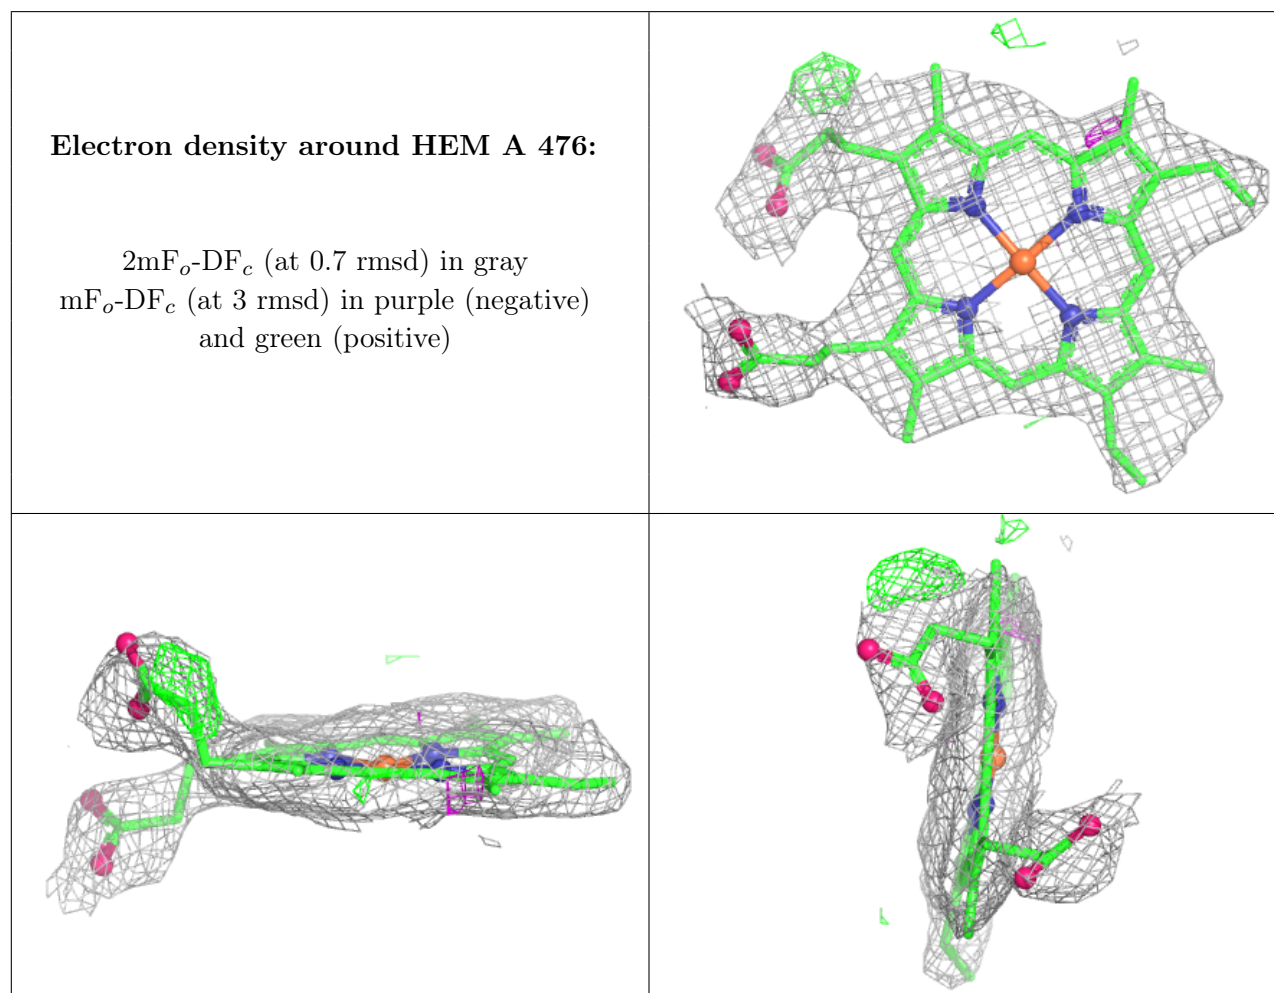 Electron density around HEM A 476:
2mFₒ-DF𝒸 (at 0.7 rmsd) in gray
mFₒ-DF𝒸 (at 3 rmsd) in purple (negative)
and green (positive)